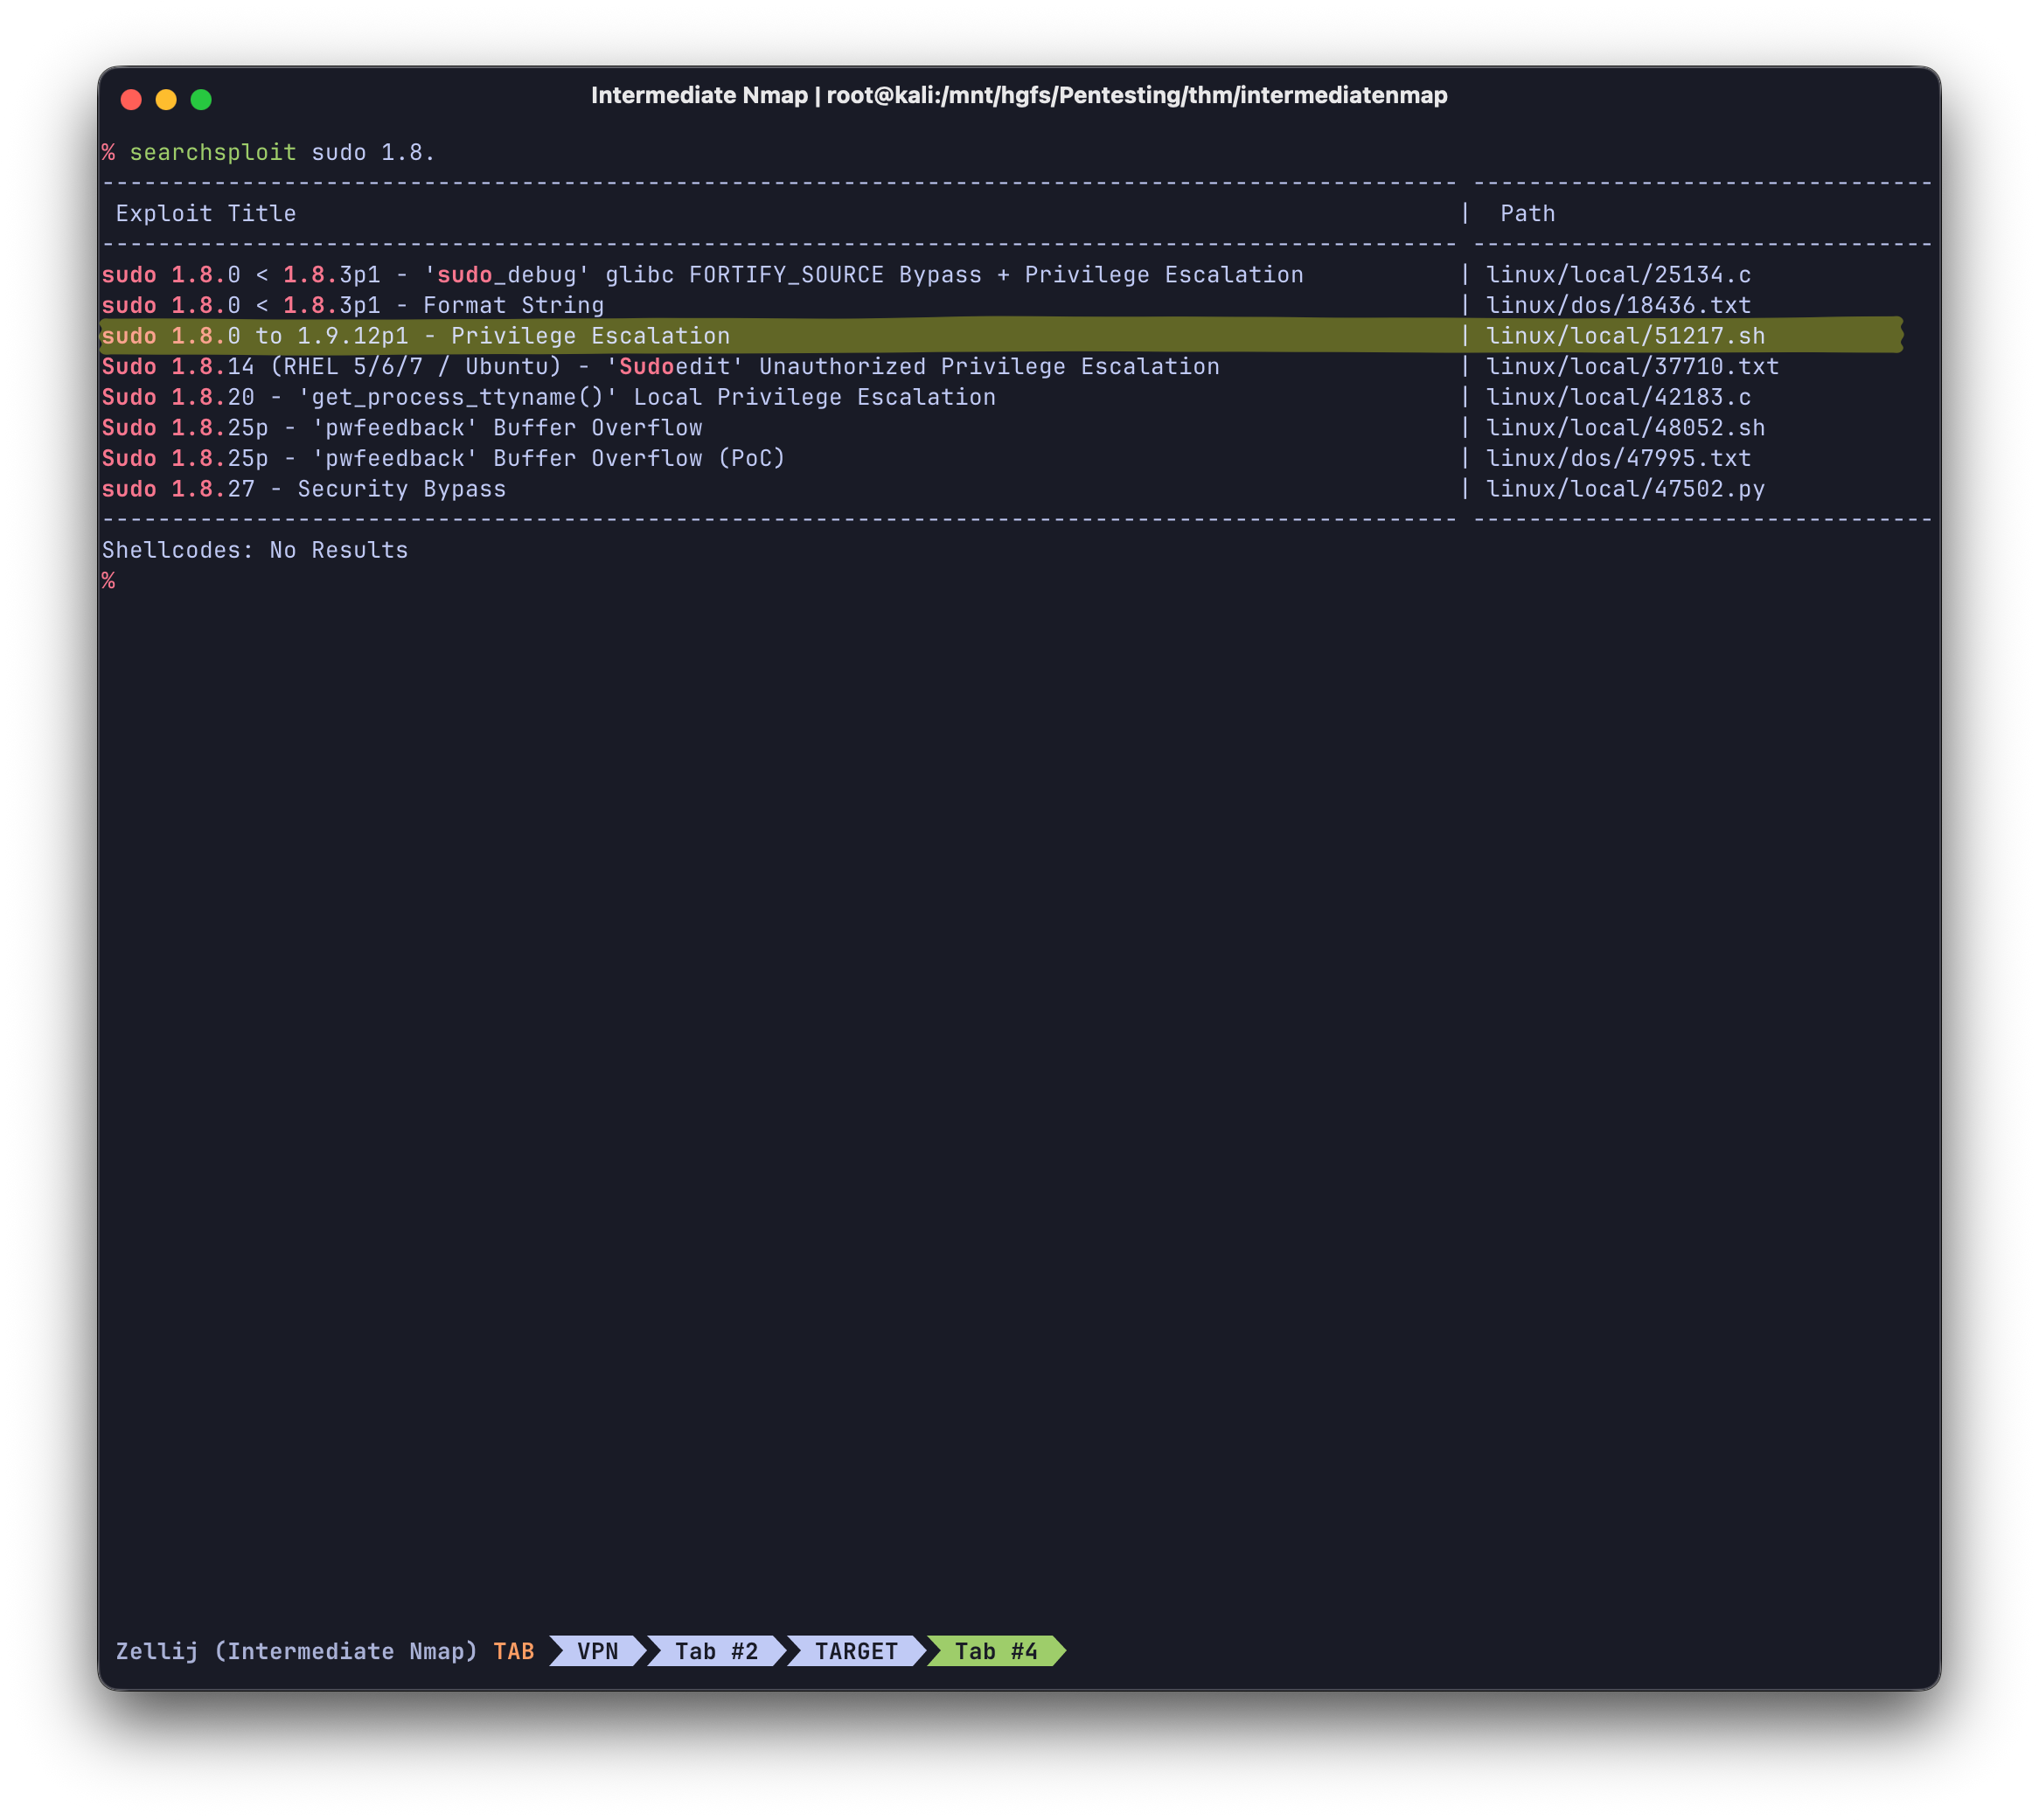 Intermediate Nmap | root@kali:/mnt/hgfs/Pentesting/thm/intermediatenmap
% searchsploit sudo 1.8.
------------------------------------------------------------------------------------------------- ---------------------------------
Exploit Title | Path
------------------------------------------------------------------------------------------------- ---------------------------------
sudo 1.8.0 < 1.8.3p1 - 'sudo_debug' glibc FORTIFY_SOURCE Bypass + Privilege Escalation | linux/local/25134.c
sudo 1.8.0 < 1.8.3p1 - Format String | linux/dos/18436.txt
sudo 1.8.0 to 1.9.12p1 - Privilege Escalation | linux/local/51217.sh
Sudo 1.8.14 (RHEL 5/6/7 / Ubuntu) - 'Sudoedit' Unauthorized Privilege Escalation | linux/local/37710.txt
Sudo 1.8.20 - 'get_process_ttyname()' Local Privilege Escalation | linux/local/42183.c
Sudo 1.8.25p - 'pwfeedback' Buffer Overflow | linux/local/48052.sh
Sudo 1.8.25p - 'pwfeedback' Buffer Overflow (PoC) | linux/dos/47995.txt
sudo 1.8.27 - Security Bypass | linux/local/47502.py
------------------------------------------------------------------------------------------------- ---------------------------------
Shellcodes: No Results
%
Zellij (Intermediate Nmap) TAB VPN Tab #2 TARGET Tab #4